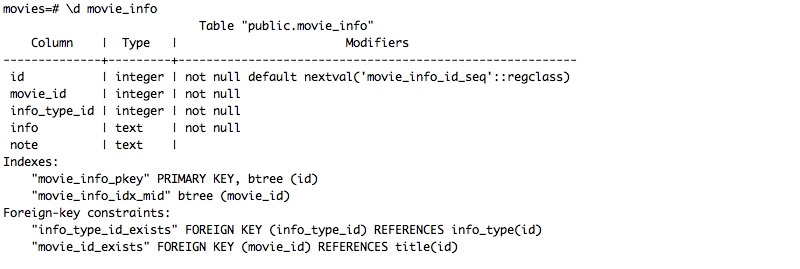 movies=# \d movie_info
Table "public.movie_info"
Column | Type | Modifiers
--------------+---------+---------------------------------------------------------
id | integer | not null default nextval('movie_info_id_seq'::regclass)
movie_id | integer | not null
info_type_id | integer | not null
info | text | not null
note | text |
Indexes:
"movie_info_pkey" PRIMARY KEY, btree (id)
"movie_info_idx_mid" btree (movie_id)
Foreign-key constraints:
"info_type_id_exists" FOREIGN KEY (info_type_id) REFERENCES info_type(id)
"movie_id_exists" FOREIGN KEY (movie_id) REFERENCES title(id)